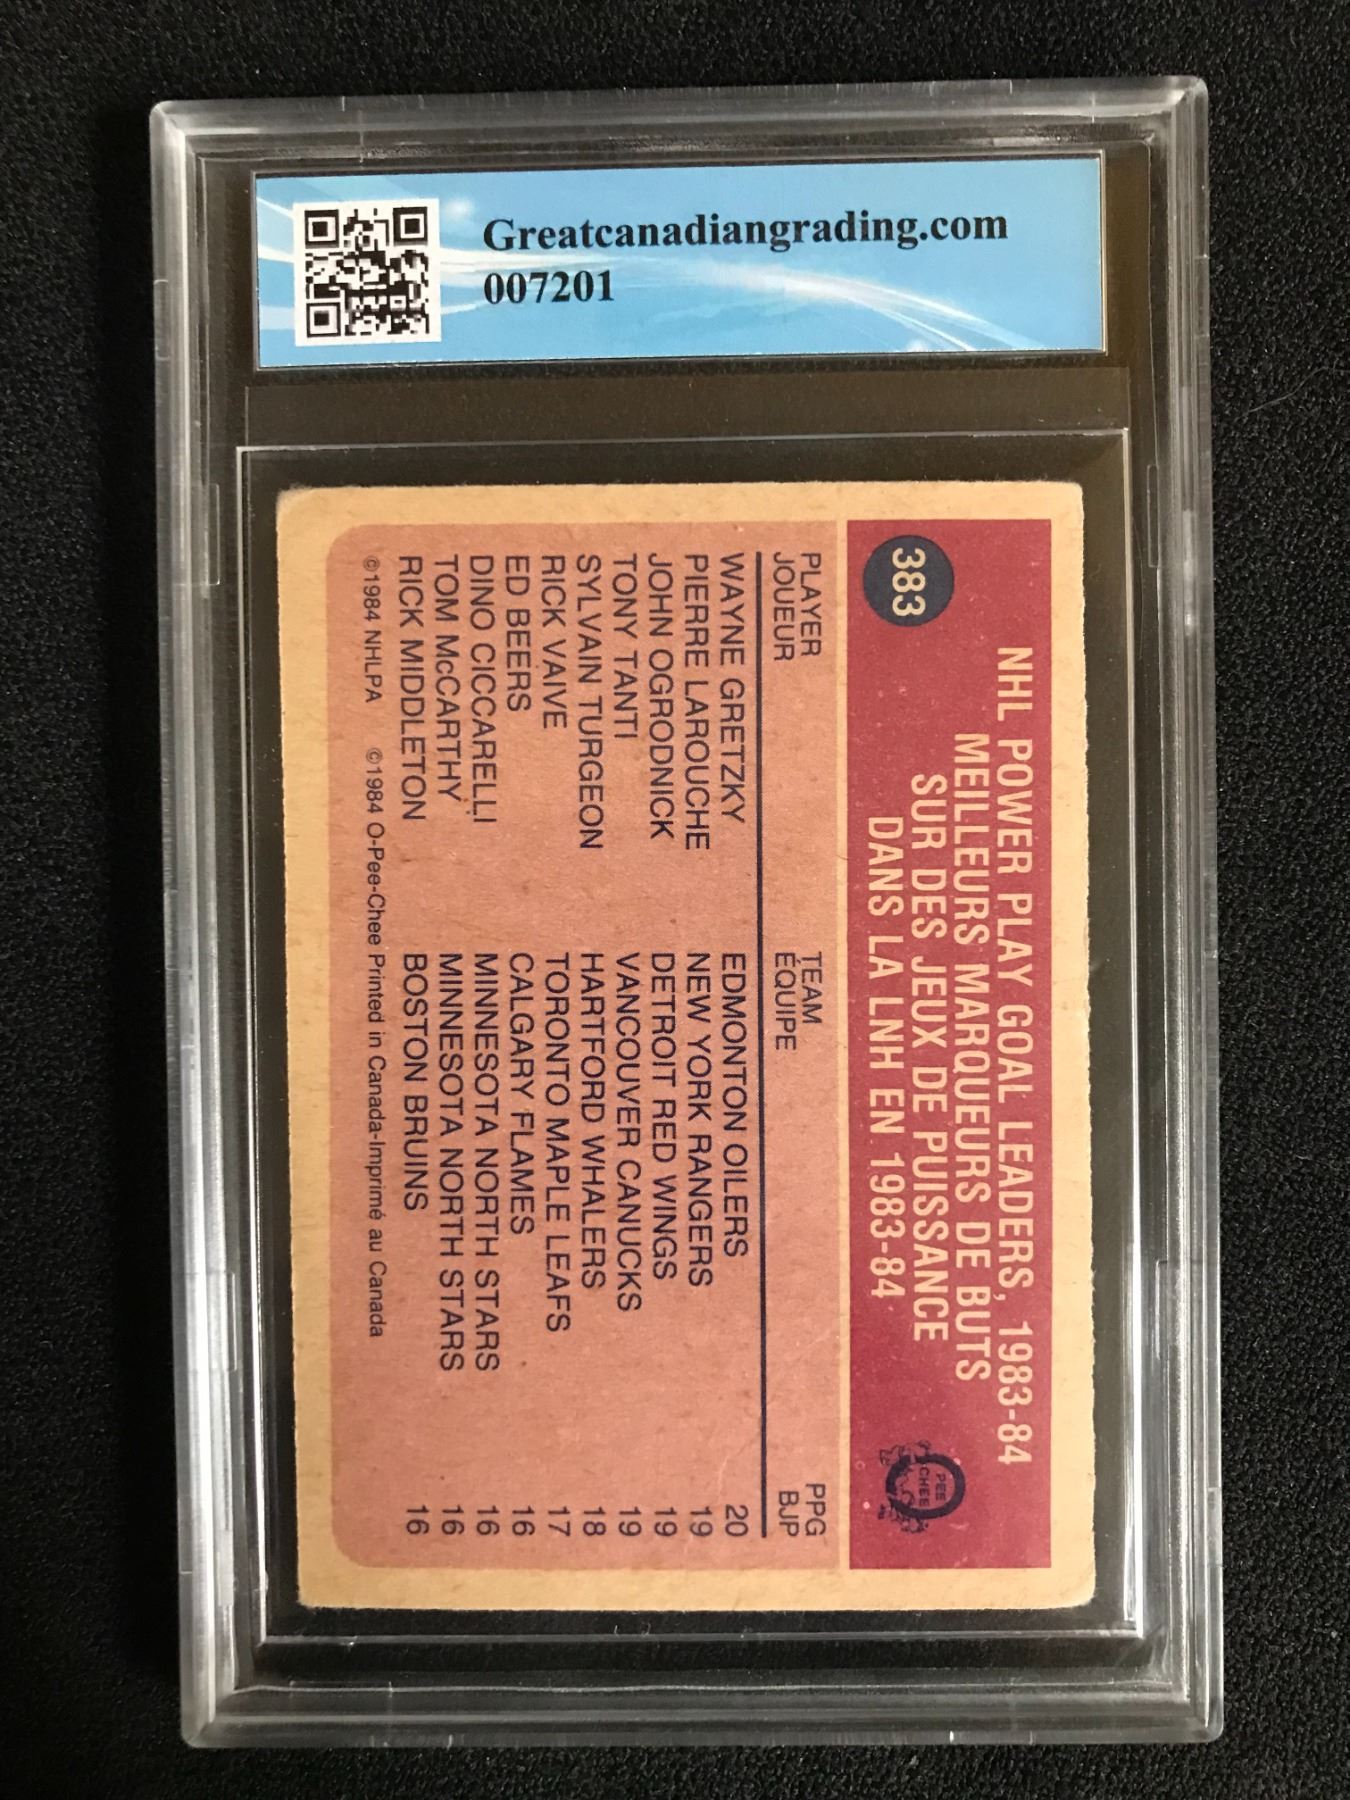 Greatcanadiangrading.com
007201
383
NHL POWER PLAY GOAL LEADERS, 1983-84
MEILLEURS MARQUEURS DE BUTS
SUR DES JEUX DE PUISSANCE
DANS LA LNH EN 1983-84
O
PEE
CHEE
PLAYER TEAM PPG
JOUEUR ÉQUIPE BJP
WAYNE GRETZKY EDMONTON OILERS 20
PIERRE LAROUCHE NEW YORK RANGERS 19
JOHN OGRODNICK DETROIT RED WINGS 19
TONY TANTI VANCOUVER CANUCKS 19
SYLVAIN TURGEON HARTFORD WHALERS 18
RICK VAIVE TORONTO MAPLE LEAFS 17
ED BEERS CALGARY FLAMES 16
DINO CICCARELLI MINNESOTA NORTH STARS 16
TOM McCARTHY MINNESOTA NORTH STARS 16
RICK MIDDLETON BOSTON BRUINS 16
©1984 NHLPA ©1984 O-Pee-Chee Printed in Canada-Imprimé au Canada